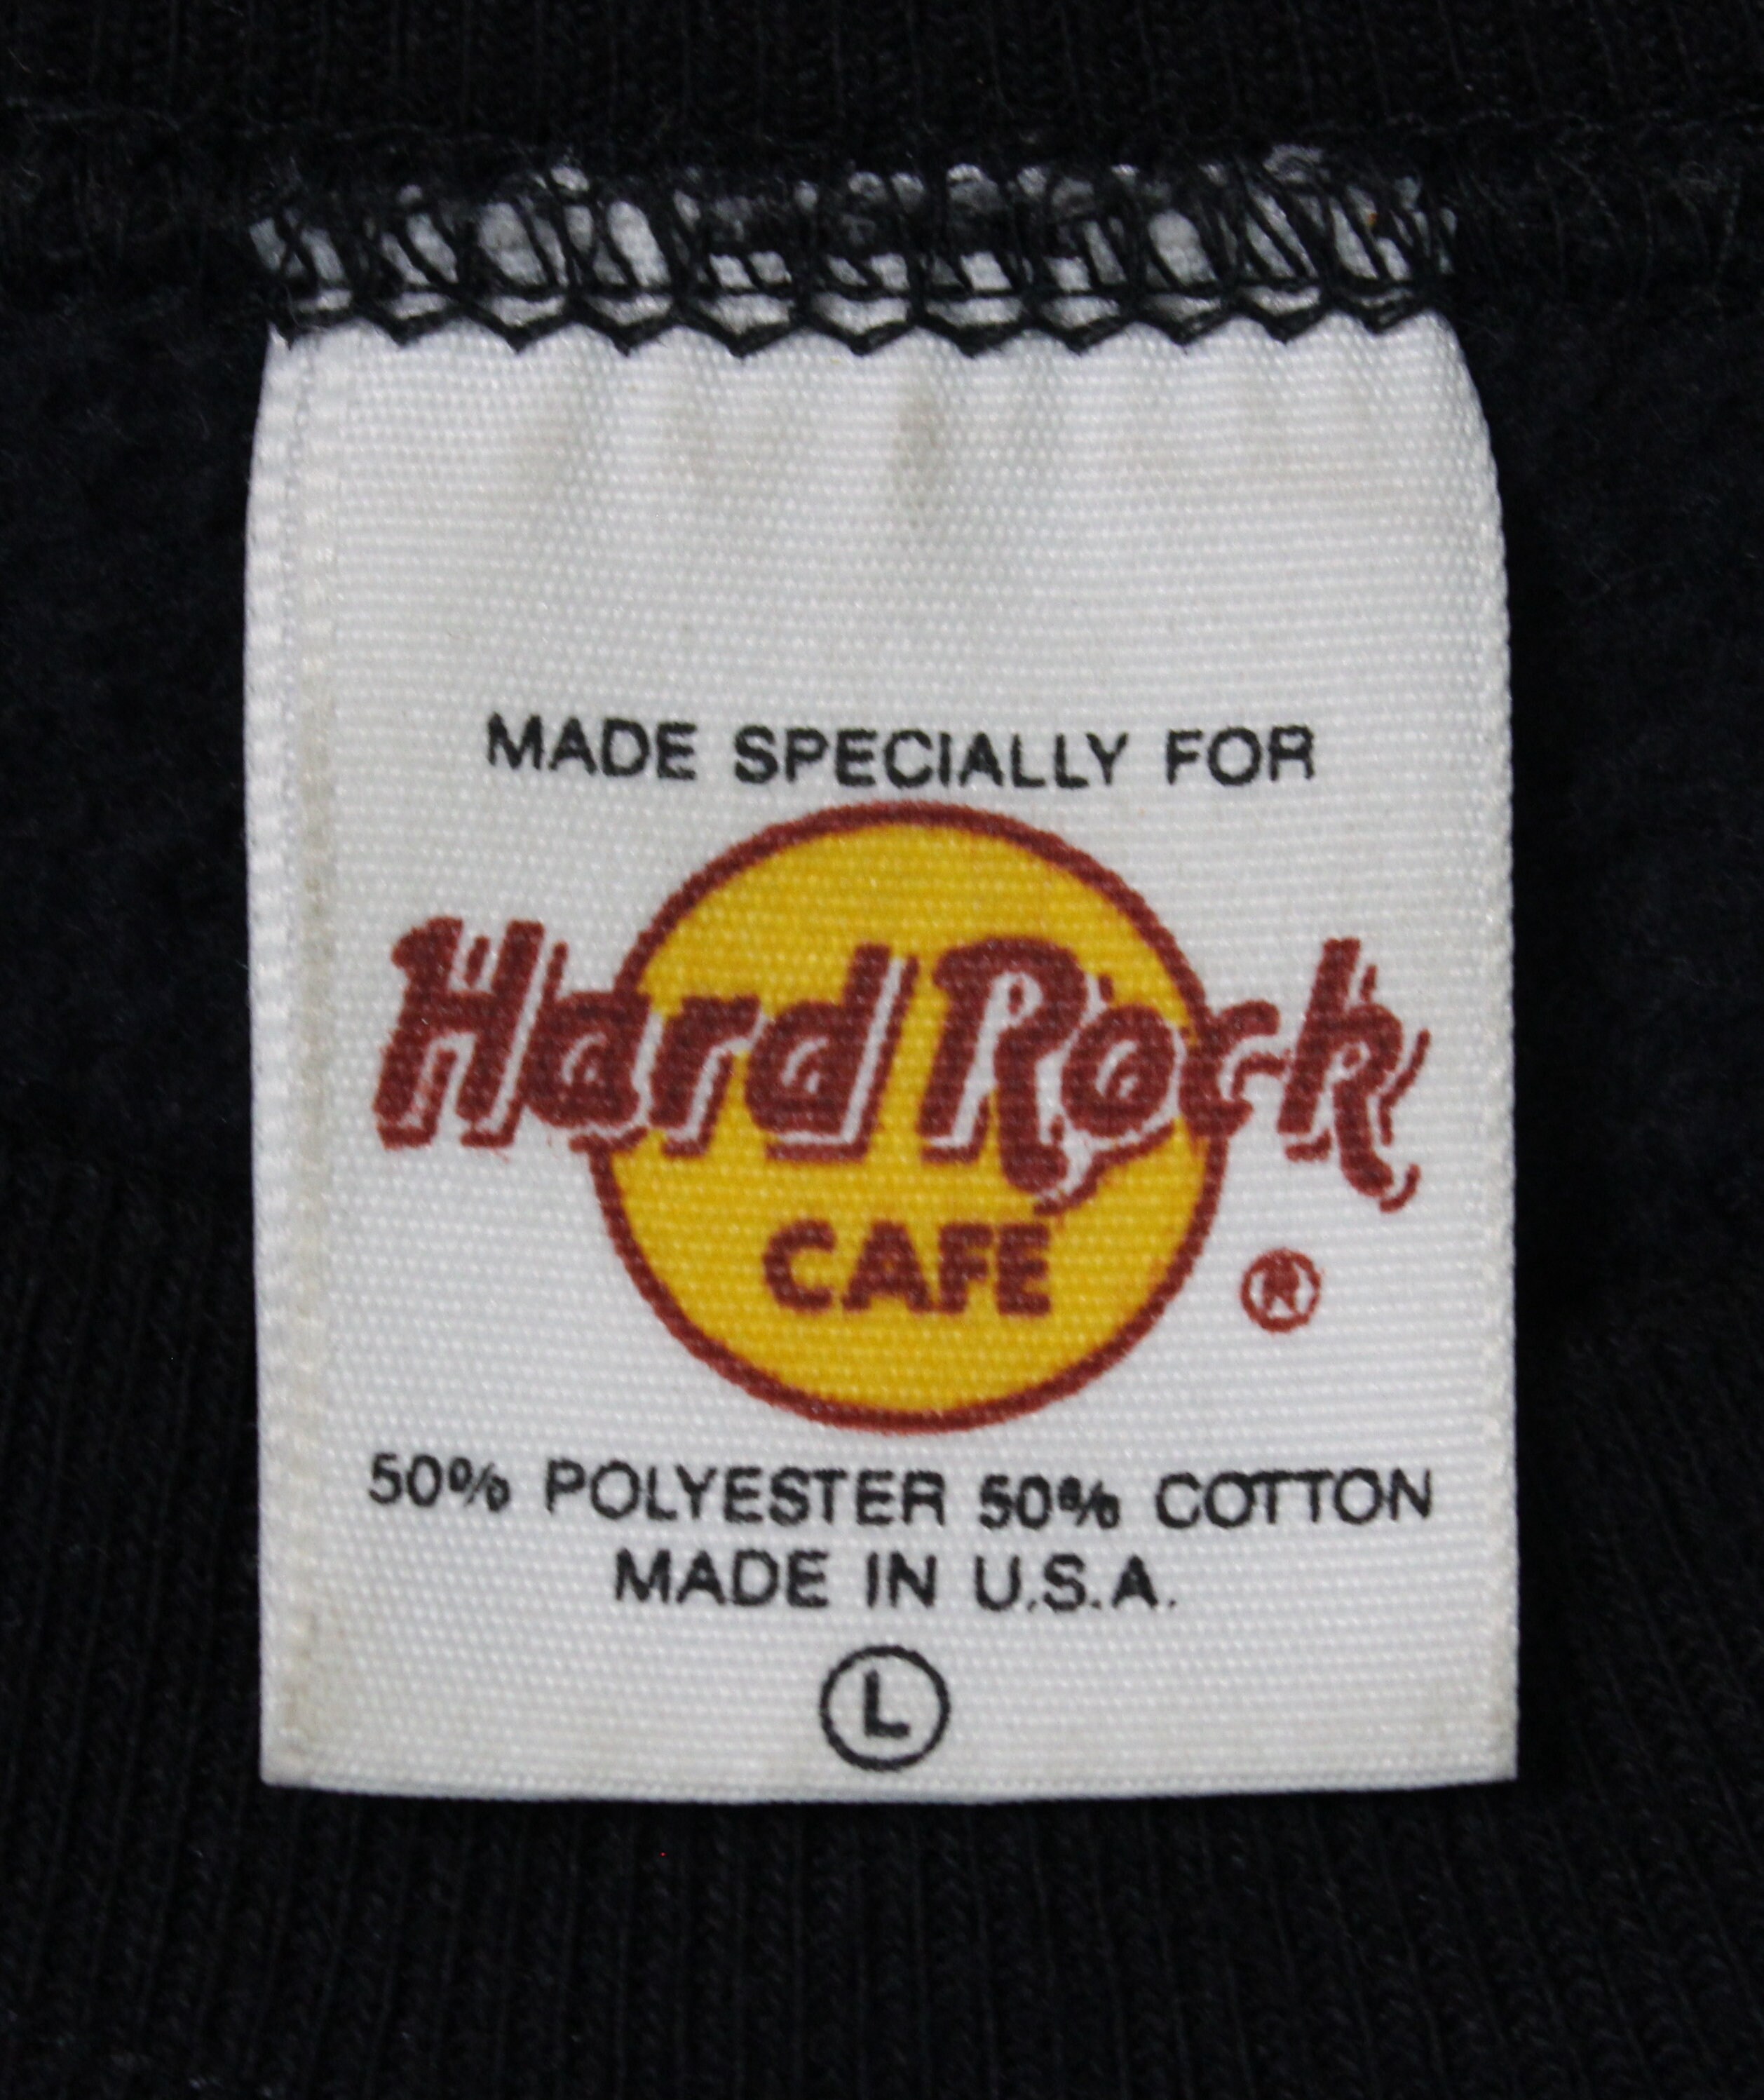 MADE SPECIALLY FOR
Hard Rock
CAFE
®
50% POLYESTER 50% COTTON
MADE IN U.S.A.
L